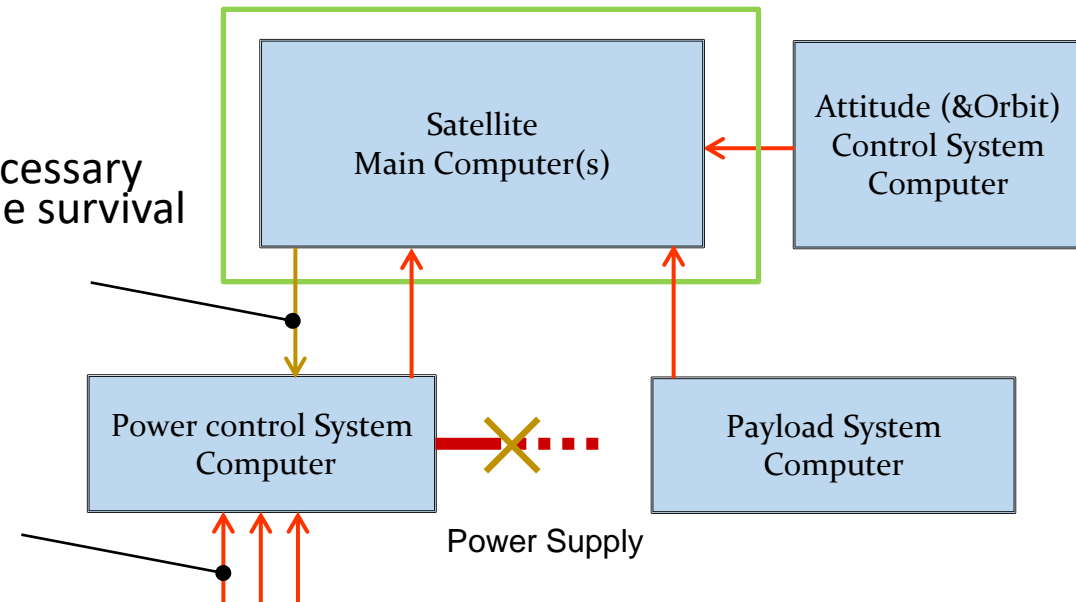 Satellite
Main Computer(s)
Attitude (&Orbit)
Control System
Computer
cessary
e survival
Power control System
Computer
Payload System
Computer
Power Supply